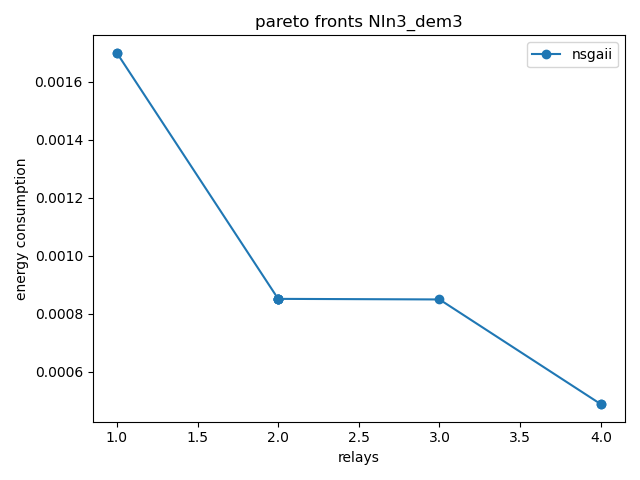 pareto fronts NIn3_dem3
nsgaii
energy consumption
0.0016
0.0014
0.0012
0.0010
0.0008
0.0006
1.0 1.5 2.0 2.5 3.0 3.5 4.0
relays